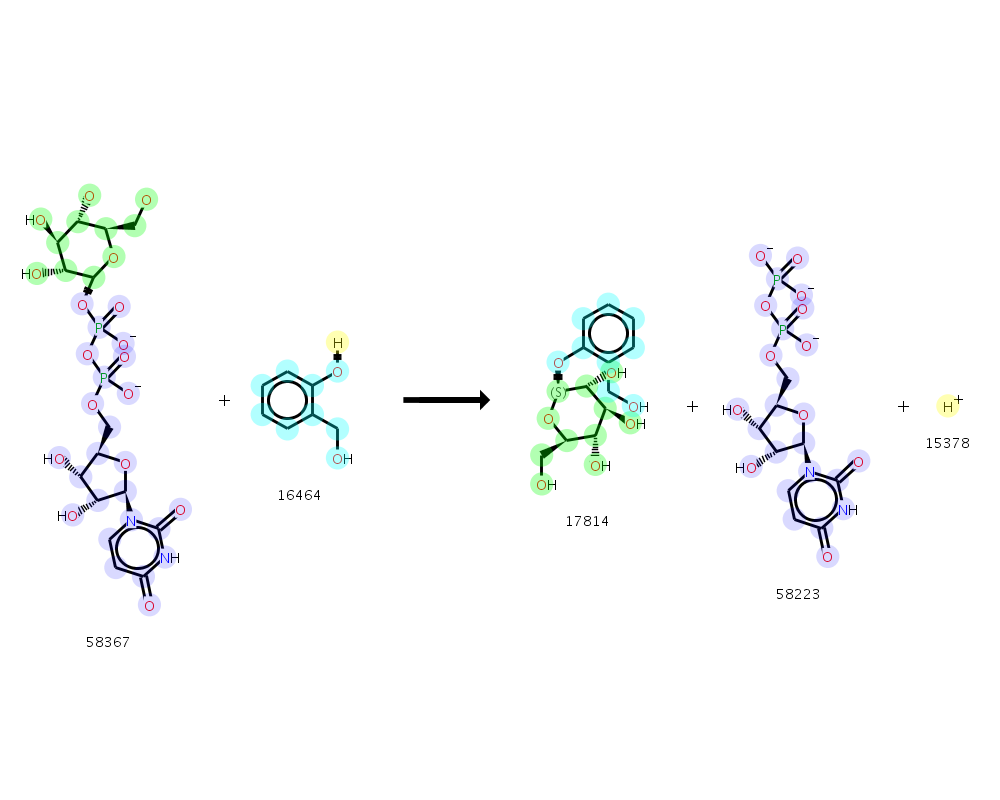 O O
HO
O
HO
O
P O
O⁻
O O
P
O⁻
O
HO O
HO
N O
NH
O
58367
+
H
O
OH
16464
O
OH
(S)
O
OH
OH
OH
OH
17814
+
O⁻ O
P
O⁻
O O
P
O⁻
O
HO O
HO
N O
NH
O
58223
+
H⁺
15378